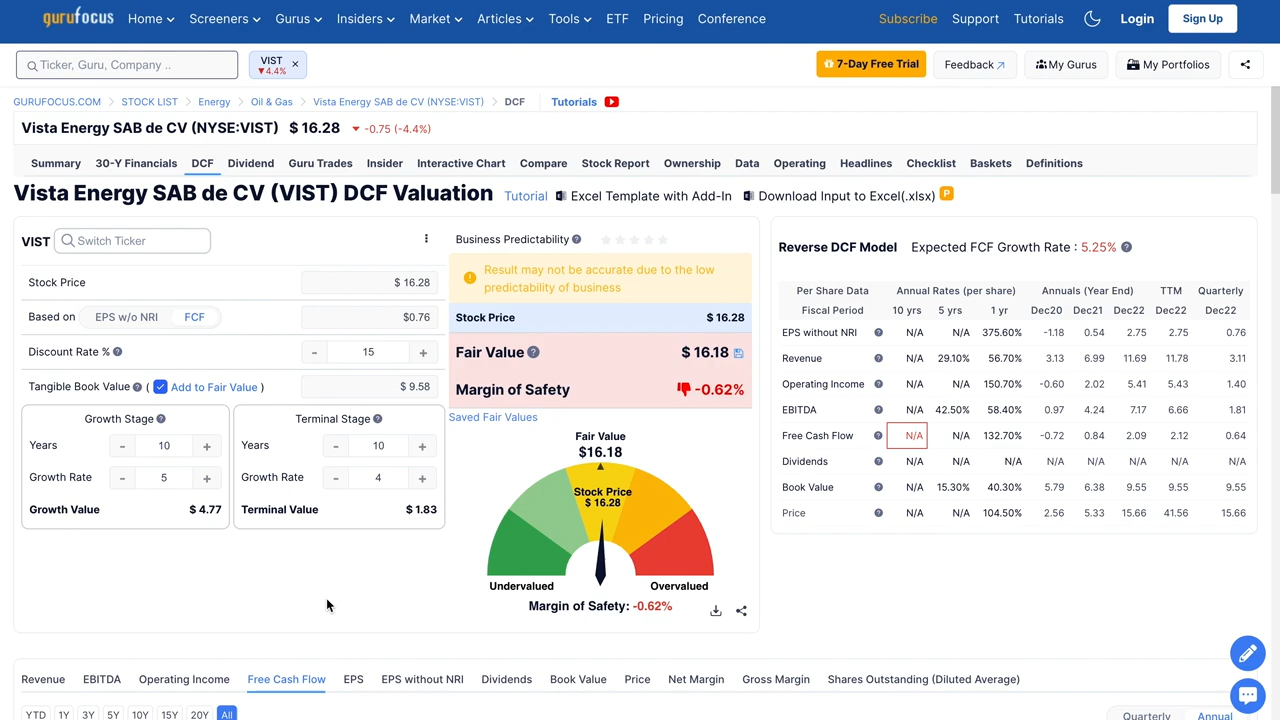 gurufocus Home Screeners Gurus Insiders Market Articles Tools ETF Pricing Conference Subscribe Support Tutorials Login Sign Up
Ticker, Guru, Company ..
VIST ×
▼4.4%
7-Day Free Trial Feedback ↗ My Gurus My Portfolios
GURUFOCUS.COM > STOCK LIST > Energy > Oil & Gas > Vista Energy SAB de CV (NYSE:VIST) > DCF Tutorials
Vista Energy SAB de CV (NYSE:VIST) $ 16.28 ▼ -0.75 (-4.4%)
Summary 30-Y Financials DCF Dividend Guru Trades Insider Interactive Chart Compare Stock Report Ownership Data Operating Headlines Checklist Baskets Definitions
Vista Energy SAB de CV (VIST) DCF Valuation Tutorial Excel Template with Add-In Download Input to Excel(.xlsx) P
VIST Switch Ticker
Stock Price $ 16.28
Based on EPS w/o NRI FCF $0.76
Discount Rate % ? - 15 +
Tangible Book Value ? ( Add to Fair Value ) $ 9.58
Growth Stage ?
Years - 10 +
Growth Rate - 5 +
Growth Value $ 4.77
Terminal Stage ?
Years - 10 +
Growth Rate - 4 +
Terminal Value $ 1.83
Business Predictability ?
Result may not be accurate due to the low
predictability of business
Stock Price $ 16.28
Fair Value ? $ 16.18
Margin of Safety -0.62%
Saved Fair Values
Fair Value
$16.18
Stock Price
$ 16.28
Undervalued Overvalued
Margin of Safety: -0.62%
Reverse DCF Model Expected FCF Growth Rate : 5.25% ?
Per Share Data Annual Rates (per share) Annuals (Year End) TTM Quarterly
Fiscal Period 10 yrs 5 yrs 1 yr Dec20 Dec21 Dec22 Dec22 Dec22
EPS without NRI ? N/A N/A 375.60% -1.18 0.54 2.75 2.75 0.76
Revenue ? N/A 29.10% 56.70% 3.13 6.99 11.69 11.78 3.11
Operating Income ? N/A N/A 150.70% -0.60 2.02 5.41 5.43 1.40
EBITDA ? N/A 42.50% 58.40% 0.97 4.24 7.17 6.66 1.81
Free Cash Flow ? N/A N/A 132.70% -0.72 0.84 2.09 2.12 0.64
Dividends ? N/A N/A N/A N/A N/A N/A N/A N/A
Book Value ? N/A 15.30% 40.30% 5.79 6.38 9.55 9.55 9.55
Price ? N/A N/A 104.50% 2.56 5.33 15.66 41.56 15.66
Revenue EBITDA Operating Income Free Cash Flow EPS EPS without NRI Dividends Book Value Price Net Margin Gross Margin Shares Outstanding (Diluted Average)
YTD 1Y 3Y 5Y 10Y 15Y 20Y All
Quarterly Annual